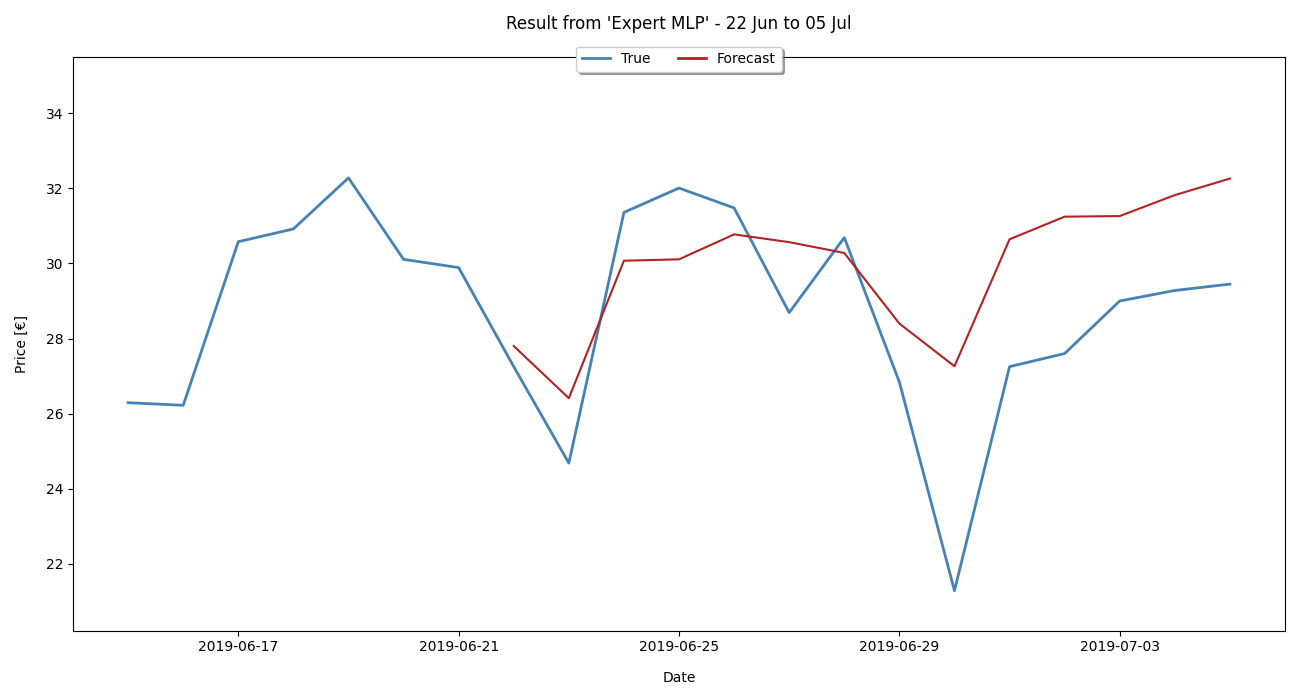 Result from 'Expert MLP' - 22 Jun to 05 Jul
True Forecast
34
32
30
28
26
24
22
Price [€]
2019-06-17 2019-06-21 2019-06-25 2019-06-29 2019-07-03
Date